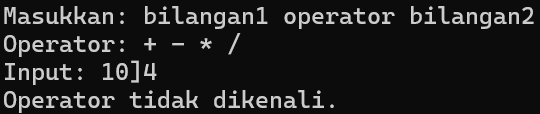 Masukkan: bilangan1 operator bilangan2
Operator: + - * /
Input: 10]4
Operator tidak dikenali.